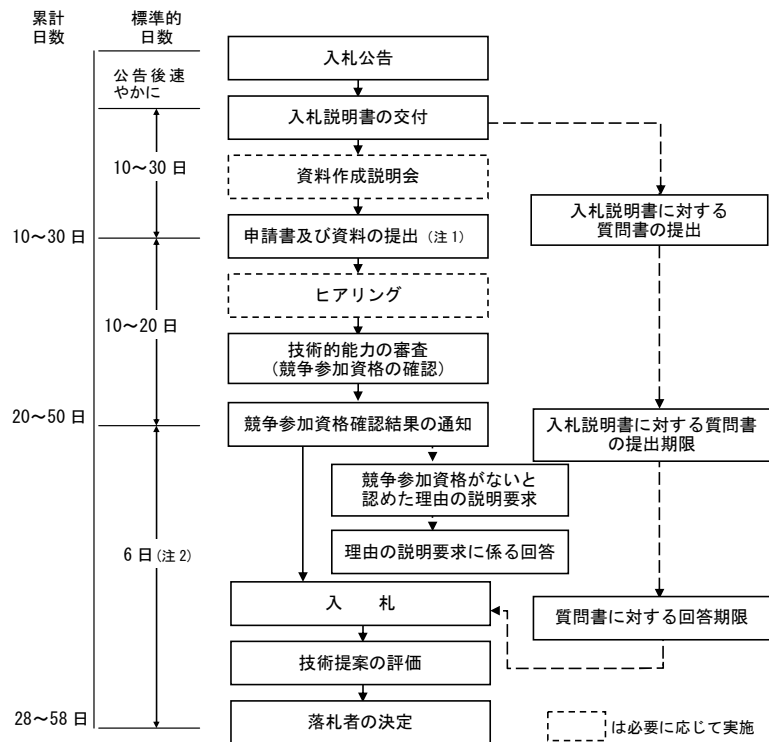 累計
日数
標準的
日数
公告後速
やかに
10～30 日
10～30 日
10～20 日
20～50 日
6 日(注 2)
28～58 日
入札公告
入札説明書の交付
資料作成説明会
申請書及び資料の提出 (注 1)
ヒアリング
技術的能力の審査
(競争参加資格の確認)
競争参加資格確認結果の通知
競争参加資格がないと
認めた理由の説明要求
理由の説明要求に係る回答
入　札
技術提案の評価
落札者の決定
入札説明書に対する
質問書の提出
入札説明書に対する質問書
の提出期限
質問書に対する回答期限
は必要に応じて実施